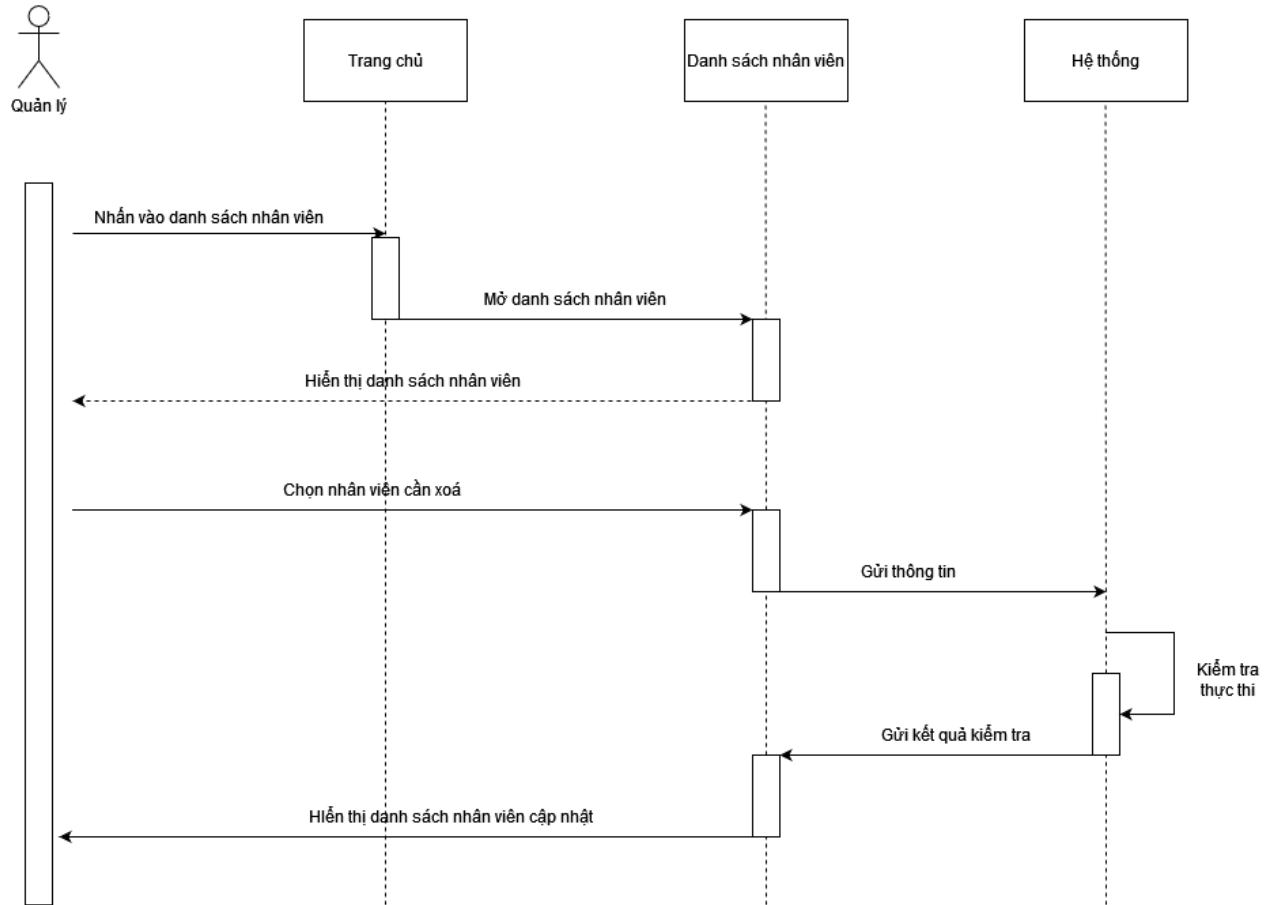 Quản lý
Trang chủ
Danh sách nhân viên
Hệ thống
Nhấn vào danh sách nhân viên
Mở danh sách nhân viên
Hiển thị danh sách nhân viên
Chọn nhân viên cần xoá
Gửi thông tin
Kiểm tra
thực thi
Gửi kết quả kiểm tra
HIển thị danh sách nhân viên cập nhật